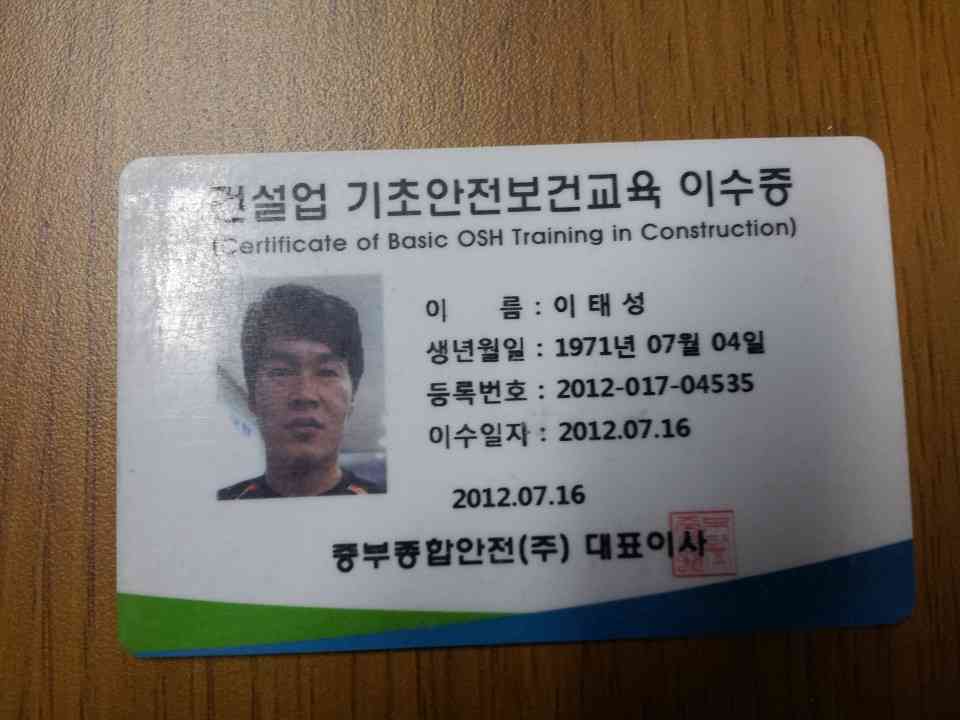 건설업 기초안전보건교육 이수증
(Certificate of Basic OSH Training in Construction)
이 름 : 이 태 성
생년월일 : 1971년 07월 04일
등록번호 : 2012-017-04535
이수일자 : 2012.07.16
2012.07.16
중부종합안전(주) 대표이사